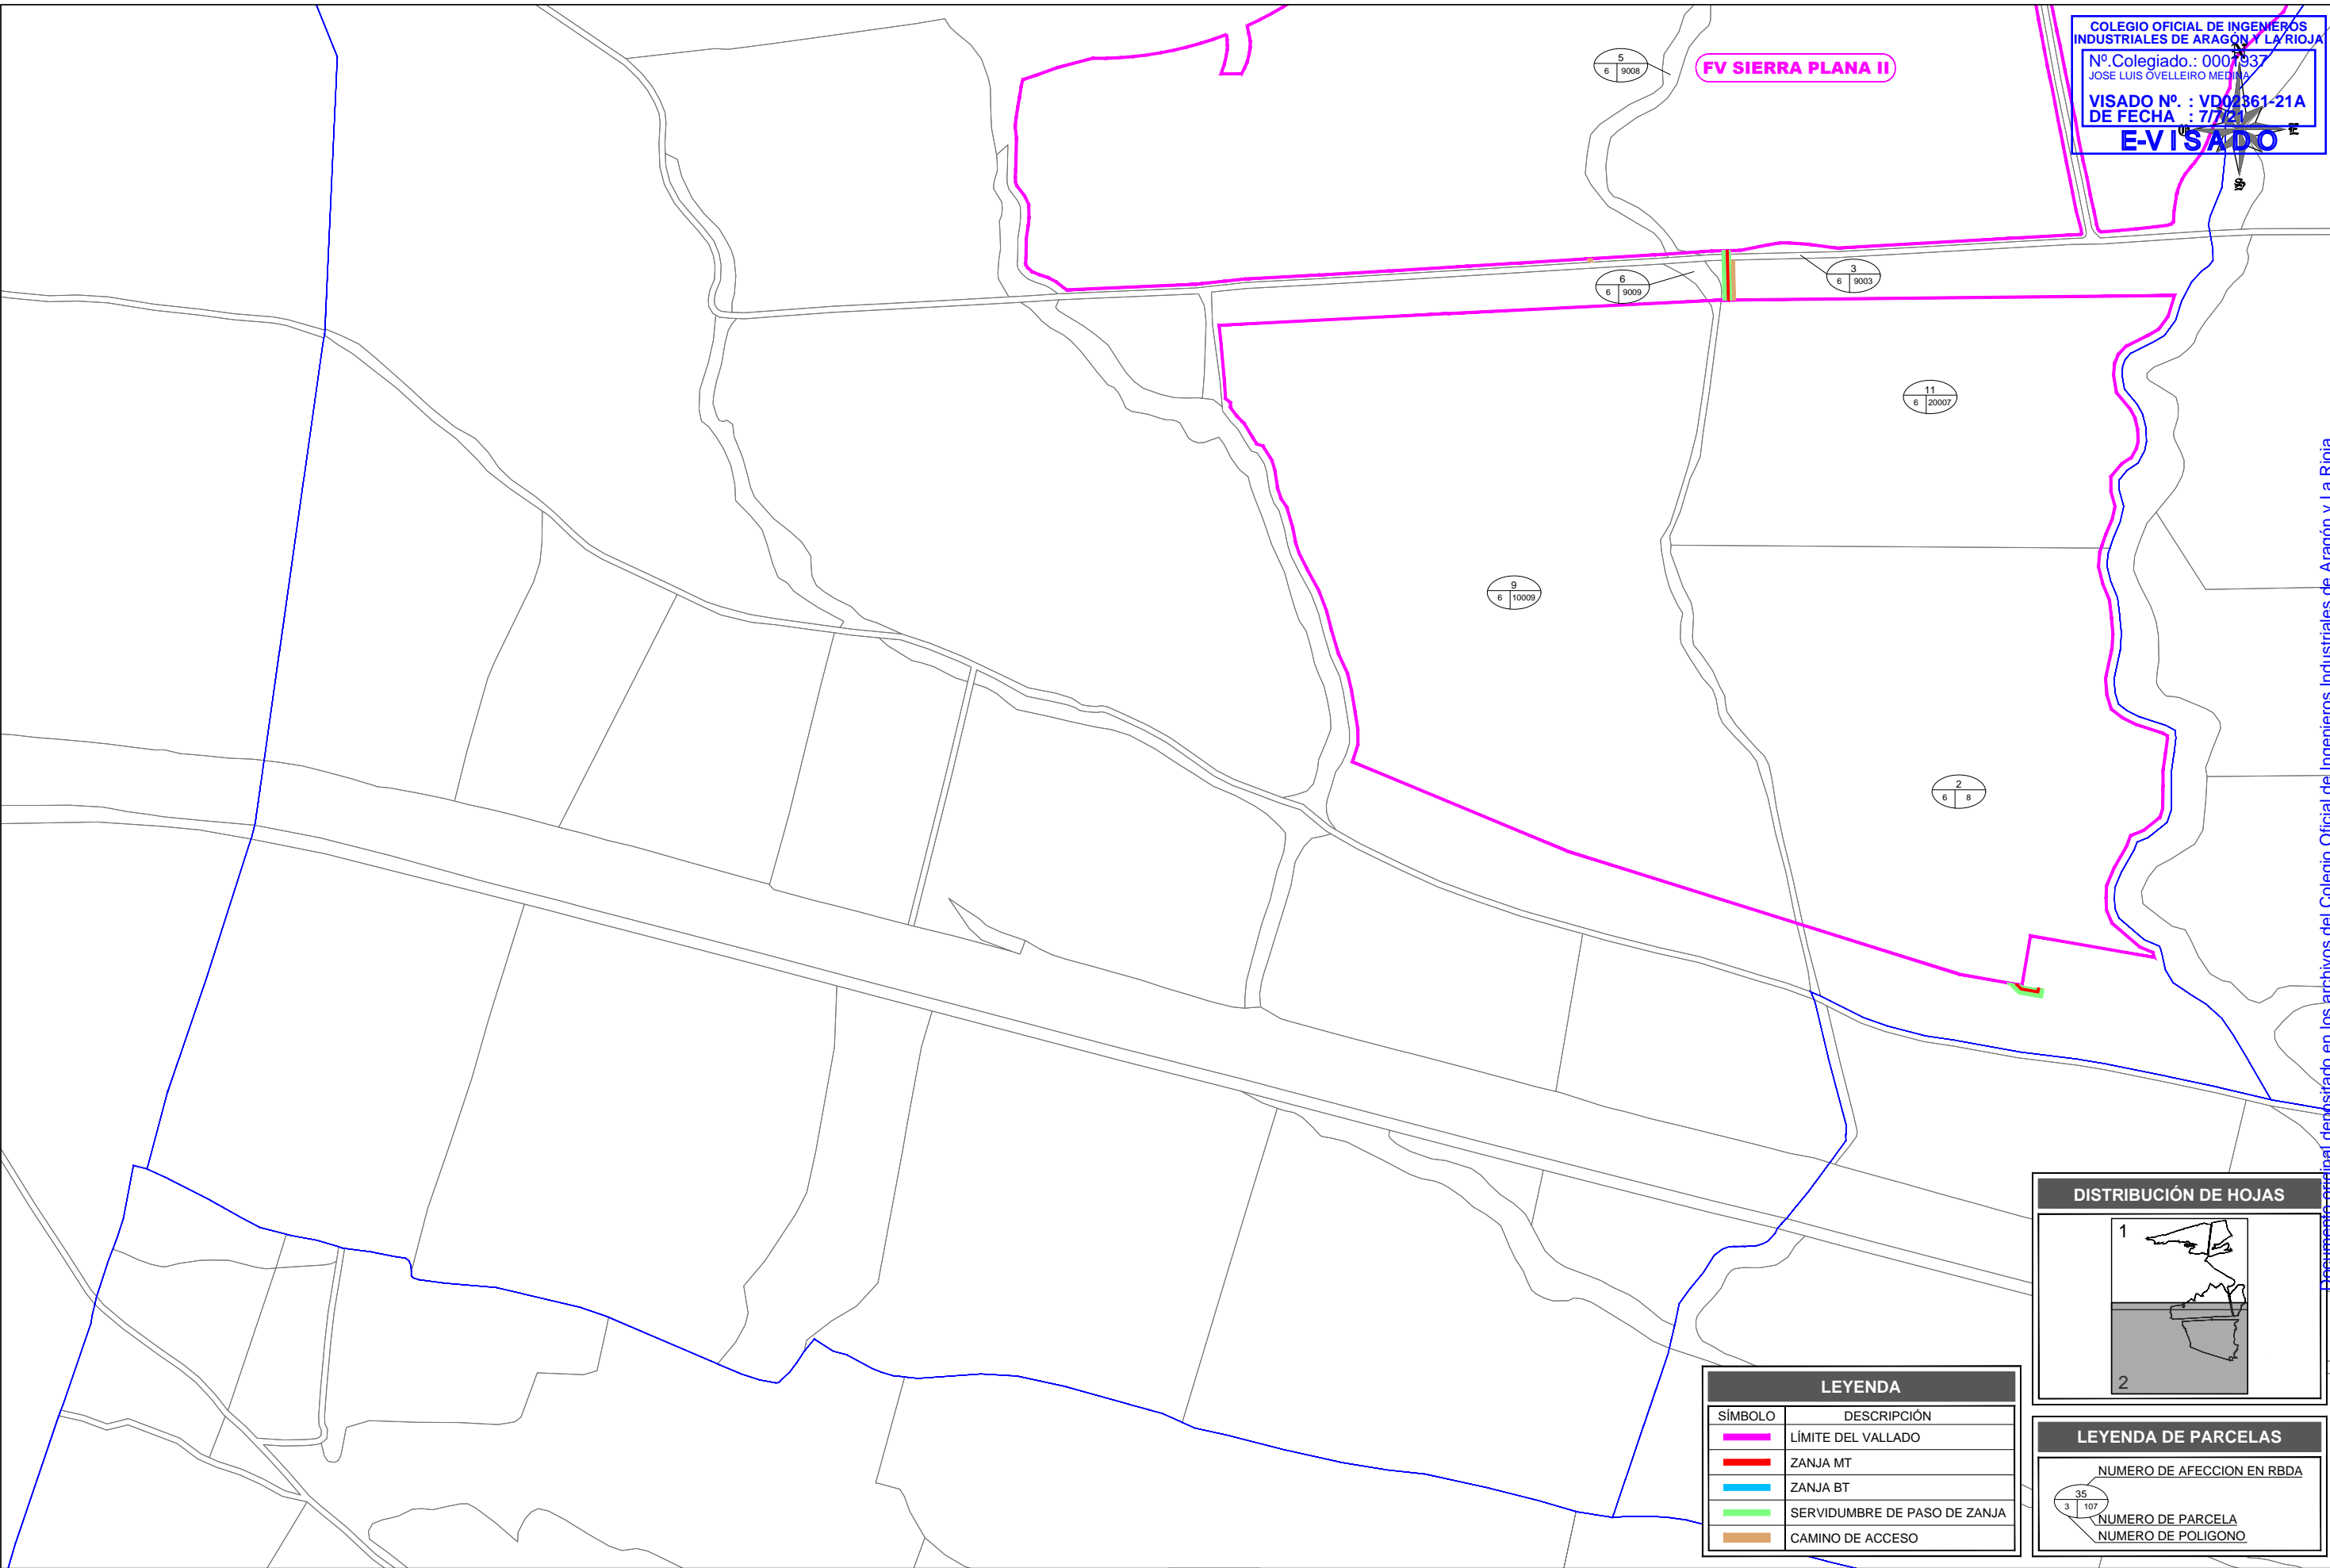 COLEGIO OFICIAL DE INGENIEROS
INDUSTRIALES DE ARAGÓN Y LA RIOJA
Nº.Colegiado.: 0007937
JOSE LUIS OVELLEIRO MEDINA
VISADO Nº. : VD02361-21A
DE FECHA : 7/7/21
E-VISADO
N
O
E
S
FV SIERRA PLANA II
5
6 9008
6
6 9009
3
6 9003
11
6 20007
9
6 10009
2
6 8
Documento original depositado en los archivos del Colegio Oficial de Ingenieros Industriales de Aragón y La Rioja
DISTRIBUCIÓN DE HOJAS
1
2
LEYENDA
SÍMBOLO DESCRIPCIÓN
LÍMITE DEL VALLADO
ZANJA MT
ZANJA BT
SERVIDUMBRE DE PASO DE ZANJA
CAMINO DE ACCESO
LEYENDA DE PARCELAS
NUMERO DE AFECCION EN RBDA
35
3 107
NUMERO DE PARCELA
NUMERO DE POLIGONO